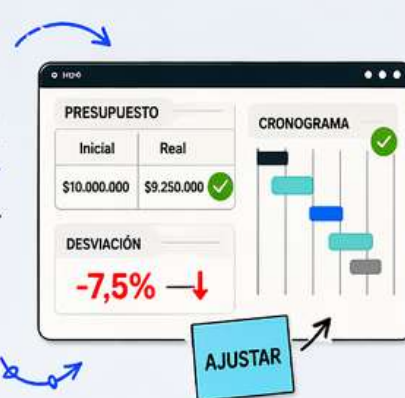 PRESUPUESTO
Inicial Real
$10.000.000 $9.250.000
DESVIACIÓN
-7,5%
CRONOGRAMA
AJUSTAR